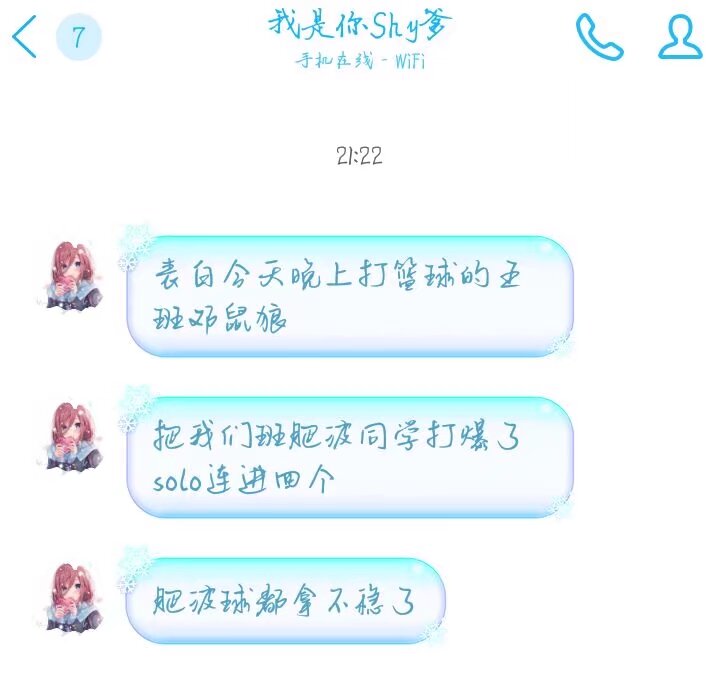 7
我是你Shy爹
手机在线 - WiFi
21:22
表白今天晚上打篮球的五
班邓鼠狼
把我们班肥波同学打爆了
solo连进四个
肥波球都拿不稳了